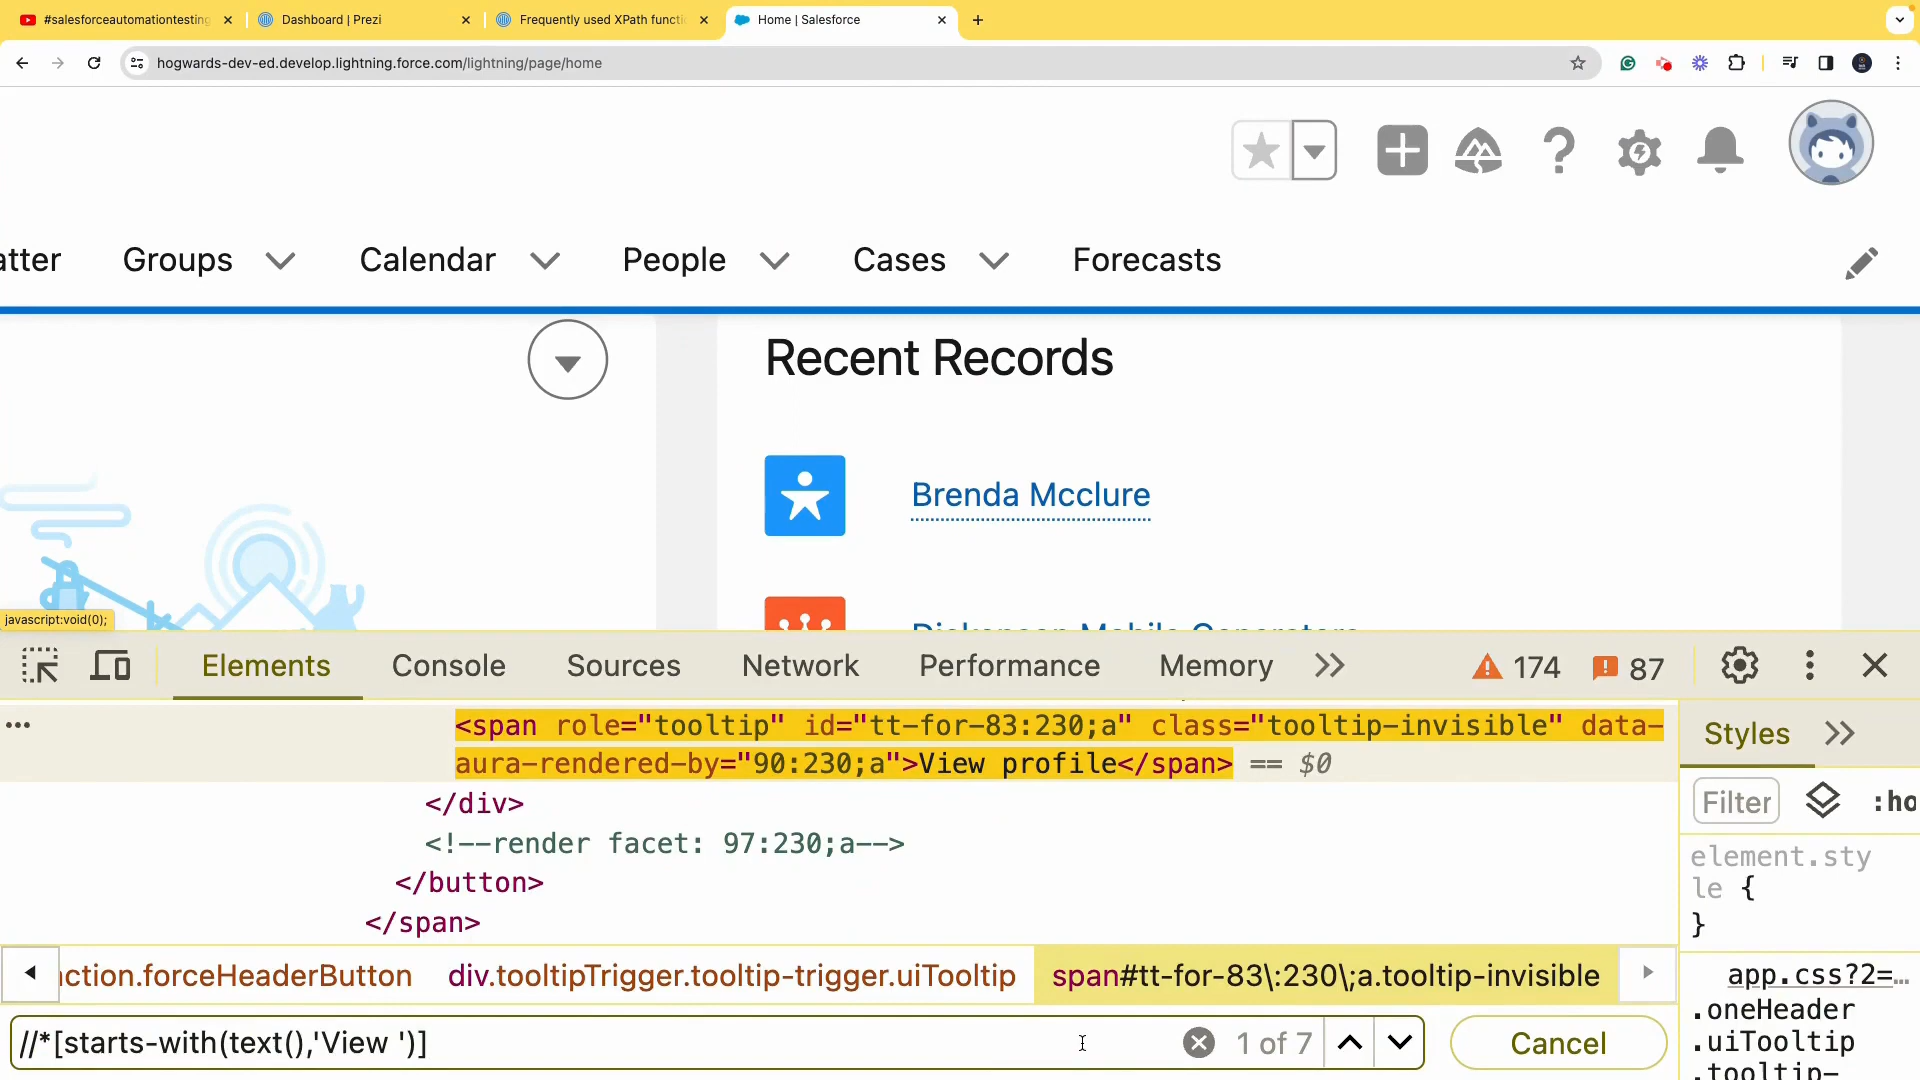 #salesforceautomationtesting
Dashboard | Prezi
Frequently used XPath functi
Home | Salesforce
hogwards-dev-ed.develop.lightning.force.com/lightning/page/home
atter
Groups
Calendar
People
Cases
Forecasts
Recent Records
Brenda Mcclure
javascript:void(0);
Elements
Console
Sources
Network
Performance
Memory
174
87
<span role="tooltip" id="tt-for-83:230;a" class="tooltip-invisible" data-
aura-rendered-by="90:230;a">View profile</span> == $0
</div>
<!--render facet: 97:230;a-->
</button>
</span>
Styles
Filter
:ho
element.sty
le {
}
app.css?2=…
.oneHeader
.uiTooltip
.tooltip-
ction.forceHeaderButton
div.tooltipTrigger.tooltip-trigger.uiTooltip
span#tt-for-83\:230\;a.tooltip-invisible
//*[starts-with(text(),'View ')]
1 of 7
Cancel